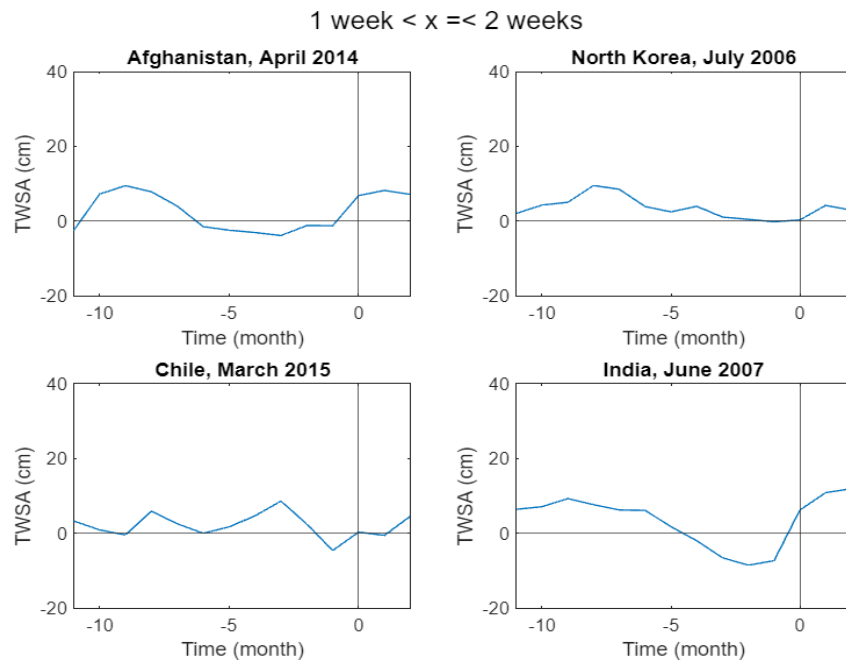 1 week < x =< 2 weeks
Afghanistan, April 2014
40
20
0
-20
TWSA (cm)
-10
-5
0
Time (month)
North Korea, July 2006
40
20
0
-20
TWSA (cm)
-10
-5
0
Time (month)
Chile, March 2015
40
20
0
-20
TWSA (cm)
-10
-5
0
Time (month)
India, June 2007
40
20
0
-20
TWSA (cm)
-10
-5
0
Time (month)